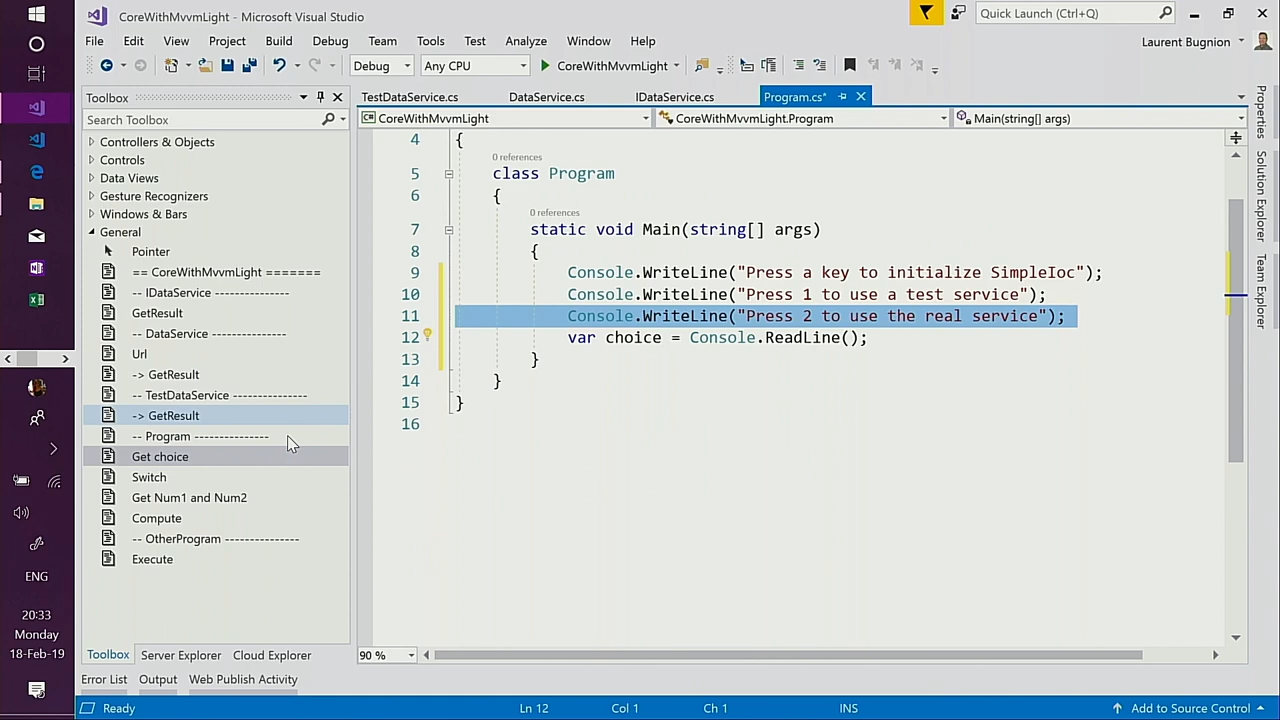 CoreWithMvvmLight - Microsoft Visual Studio
Quick Launch (Ctrl+Q)
File Edit View Project Build Debug Team Tools Test Analyze Window Help
Laurent Bugnion
Debug Any CPU CoreWithMvvmLight
Toolbox
TestDataService.cs DataService.cs IDataService.cs Program.cs*
Search Toolbox
CoreWithMvvmLight CoreWithMvvmLight.Program Main(string[] args)
Controllers & Objects
Controls
Data Views
Gesture Recognizers
Windows & Bars
General
Pointer
== CoreWithMvvmLight =======
-- IDataService ---------------
GetResult
-- DataService ---------------
Url
-> GetResult
-- TestDataService ---------------
-> GetResult
-- Program ---------------
Get choice
Switch
Get Num1 and Num2
Compute
-- OtherProgram ---------------
Execute
4 {
0 references
5 class Program
6 {
0 references
7 static void Main(string[] args)
8 {
9 Console.WriteLine("Press a key to initialize SimpleIoc");
10 Console.WriteLine("Press 1 to use a test service");
11 Console.WriteLine("Press 2 to use the real service");
12 var choice = Console.ReadLine();
13 }
14 }
15 }
16
Properties
Solution Explorer
Team Explorer
90 %
Toolbox Server Explorer Cloud Explorer
Error List Output Web Publish Activity
Ready Ln 12 Col 1 Ch 1 INS Add to Source Control
ENG
20:33
Monday
18-Feb-19